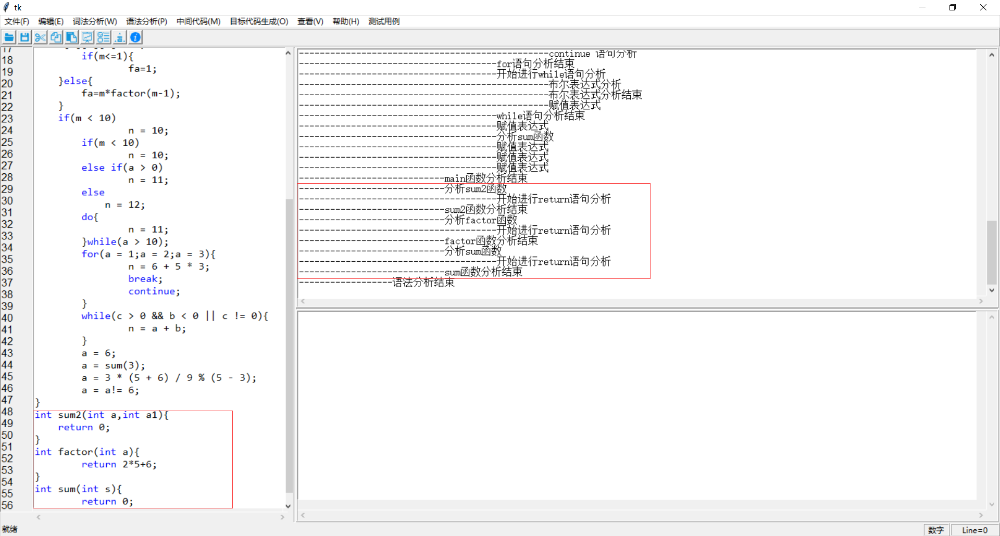 tk
文件(F) 编辑(E) 词法分析(W) 语法分析(P) 中间代码(M) 目标代码生成(O) 查看(V) 帮助(H) 测试用例
17
18
19
20
21
22
23
24
25
26
27
28
29
30
31
32
33
34
35
36
37
38
39
40
41
42
43
44
45
46
47
48
49
50
51
52
53
54
55
56
if(m<=1){
fa=1;
}else{
fa=m*factor(m-1);
}
if(m < 10)
n = 10;
if(m < 10)
n = 10;
else if(a > 0)
n = 11;
else
n = 12;
do{
n = 11;
}while(a > 10);
for(a = 1;a = 2;a = 3){
n = 6 + 5 * 3;
break;
continue;
}
while(c > 0 && b < 0 || c != 0){
n = a + b;
}
a = 6;
a = sum(3);
a = 3 * (5 + 6) / 9 % (5 - 3);
a = a!= 6;
}
int sum2(int a,int a1){
return 0;
}
int factor(int a){
return 2*5+6;
}
int sum(int s){
return 0;
------------------------------------------------continue 语句分析
--------------------------------------for语句分析结束
--------------------------------------开始进行while语句分析
------------------------------------------------布尔表达式分析
------------------------------------------------布尔表达式分析结束
------------------------------------------------赋值表达式
--------------------------------------while语句分析结束
--------------------------------------赋值表达式
--------------------------------------分析sum函数
--------------------------------------赋值表达式
--------------------------------------赋值表达式
--------------------------------------赋值表达式
----------------------------main函数分析结束
----------------------------分析sum2函数
--------------------------------------开始进行return语句分析
----------------------------sum2函数分析结束
----------------------------分析factor函数
--------------------------------------开始进行return语句分析
----------------------------factor函数分析结束
----------------------------分析sum函数
--------------------------------------开始进行return语句分析
----------------------------sum函数分析结束
------------------语法分析结束
就绪
数字 Line=0